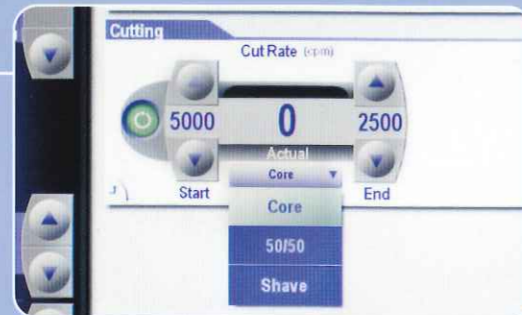 Cutting
Cut Rate (cpm)
5000 0 2500
Actual
Start Core End
Core
50/50
Shave